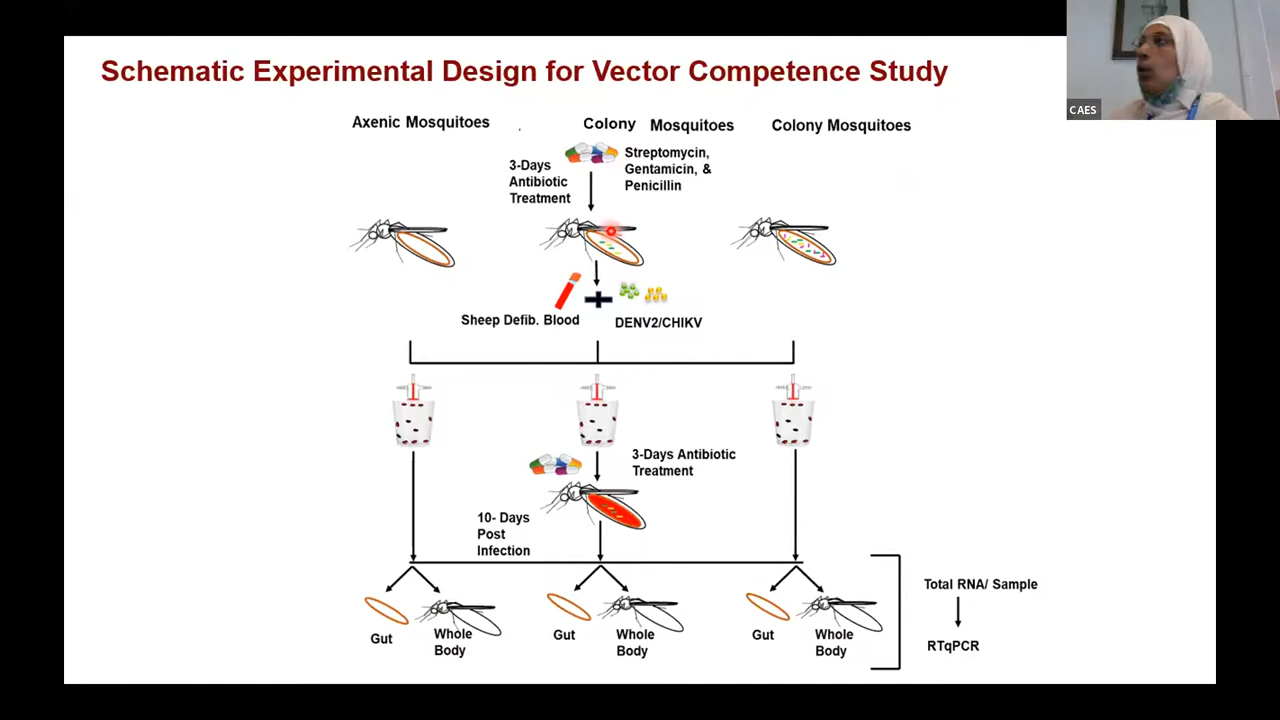 Schematic Experimental Design for Vector Competence Study
CAES
Axenic Mosquitoes
Colony Mosquitoes
Colony Mosquitoes
3-Days
Antibiotic
Treatment
Streptomycin,
Gentamicin, &
Penicillin
Sheep Defib. Blood
DENV2/CHIKV
3-Days Antibiotic
Treatment
10- Days
Post
Infection
Gut
Whole
Body
Gut
Whole
Body
Gut
Whole
Body
Total RNA/ Sample
RTqPCR